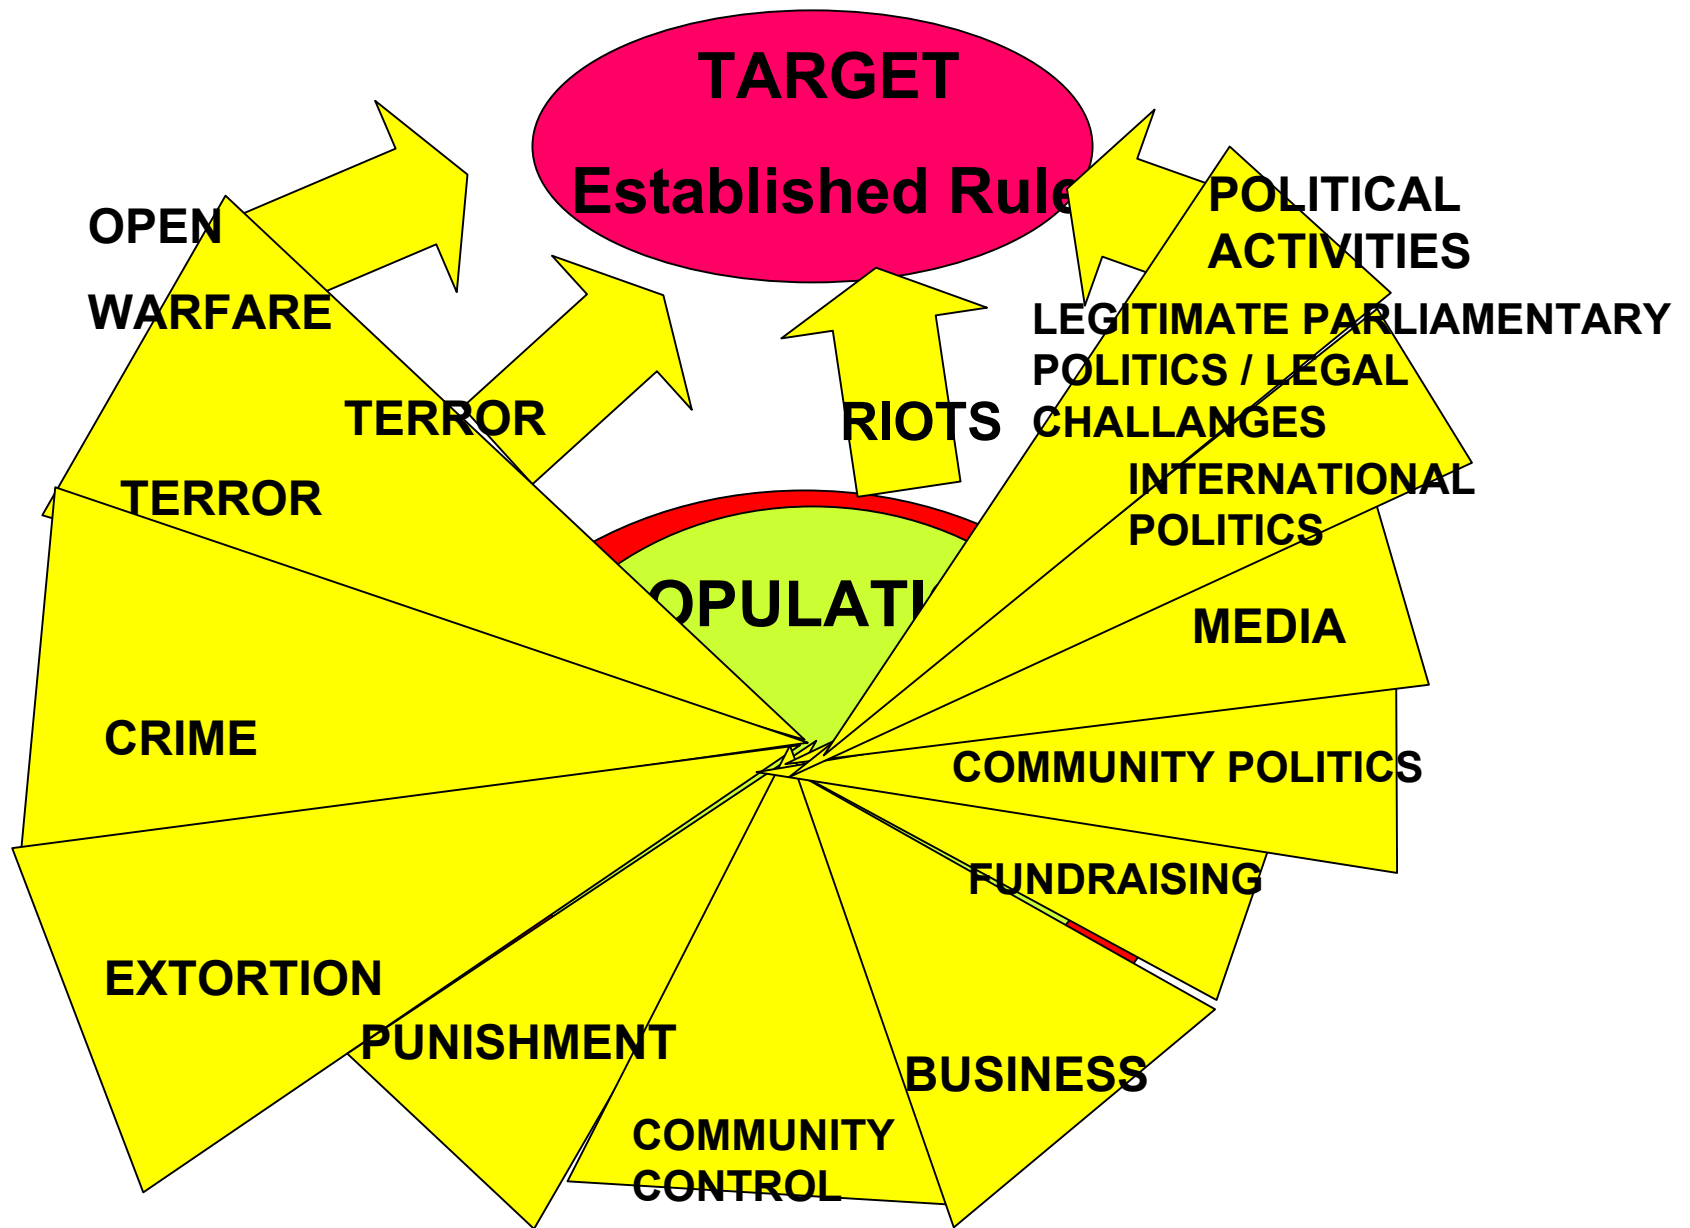 TARGET
Established Rule
OPEN
WARFARE
POLITICAL
ACTIVITIES
LEGITIMATE PARLIAMENTARY
POLITICS / LEGAL
CHALLANGES
TERROR
RIOTS
TERROR
INTERNATIONAL
POLITICS
OPULATI
MEDIA
CRIME
COMMUNITY POLITICS
FUNDRAISING
EXTORTION
PUNISHMENT
BUSINESS
COMMUNITY
CONTROL